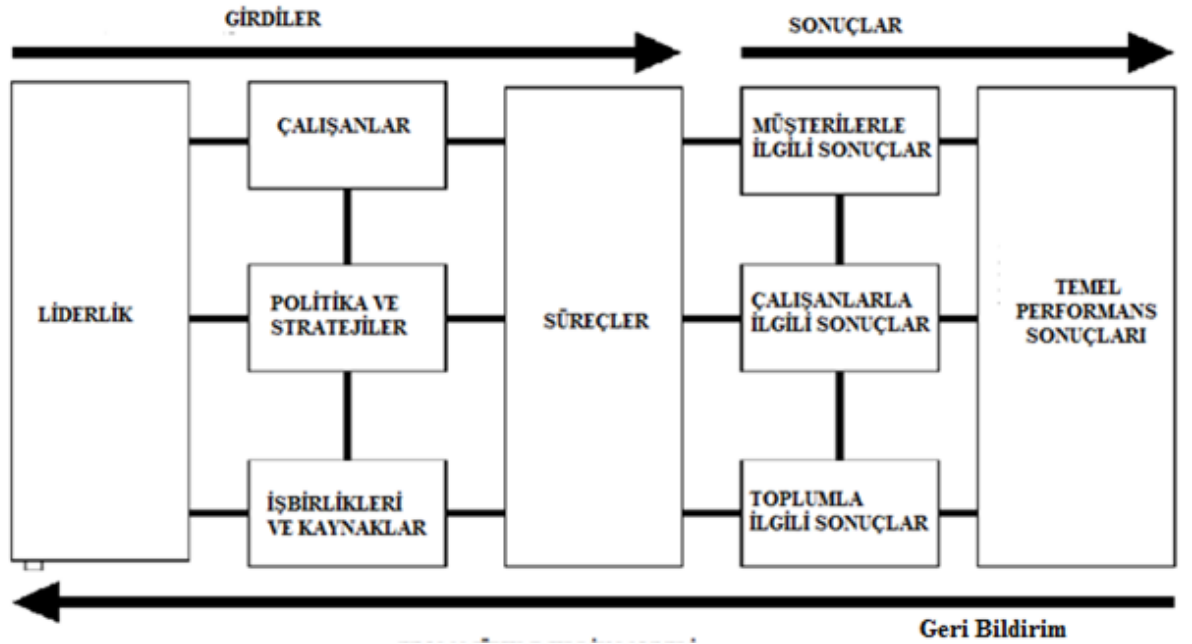 GİRDİLER
SONUÇLAR
LİDERLİK
ÇALIŞANLAR
POLİTİKA VE
STRATEJİLER
İŞBİRLİKLERİ
VE KAYNAKLAR
SÜREÇLER
MÜŞTERİLERLE
İLGİLİ SONUÇLAR
ÇALIŞANLARLA
İLGİLİ SONUÇLAR
TOPLUMLA
İLGİLİ SONUÇLAR
TEMEL
PERFORMANS
SONUÇLARI
Geri Bildirim